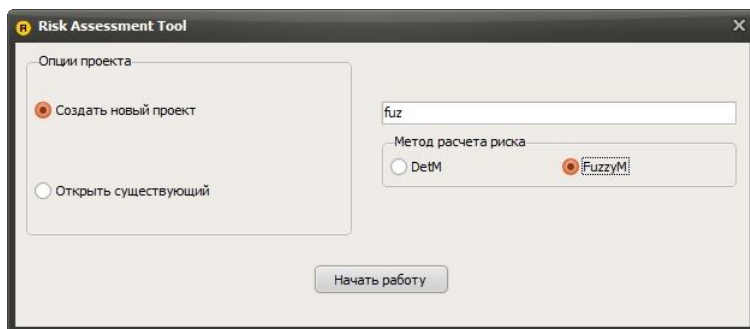 R Risk Assessment Tool
Опции проекта
Создать новый проект
Открыть существующий
fuz
Метод расчета риска
DetM FuzzyM
Начать работу